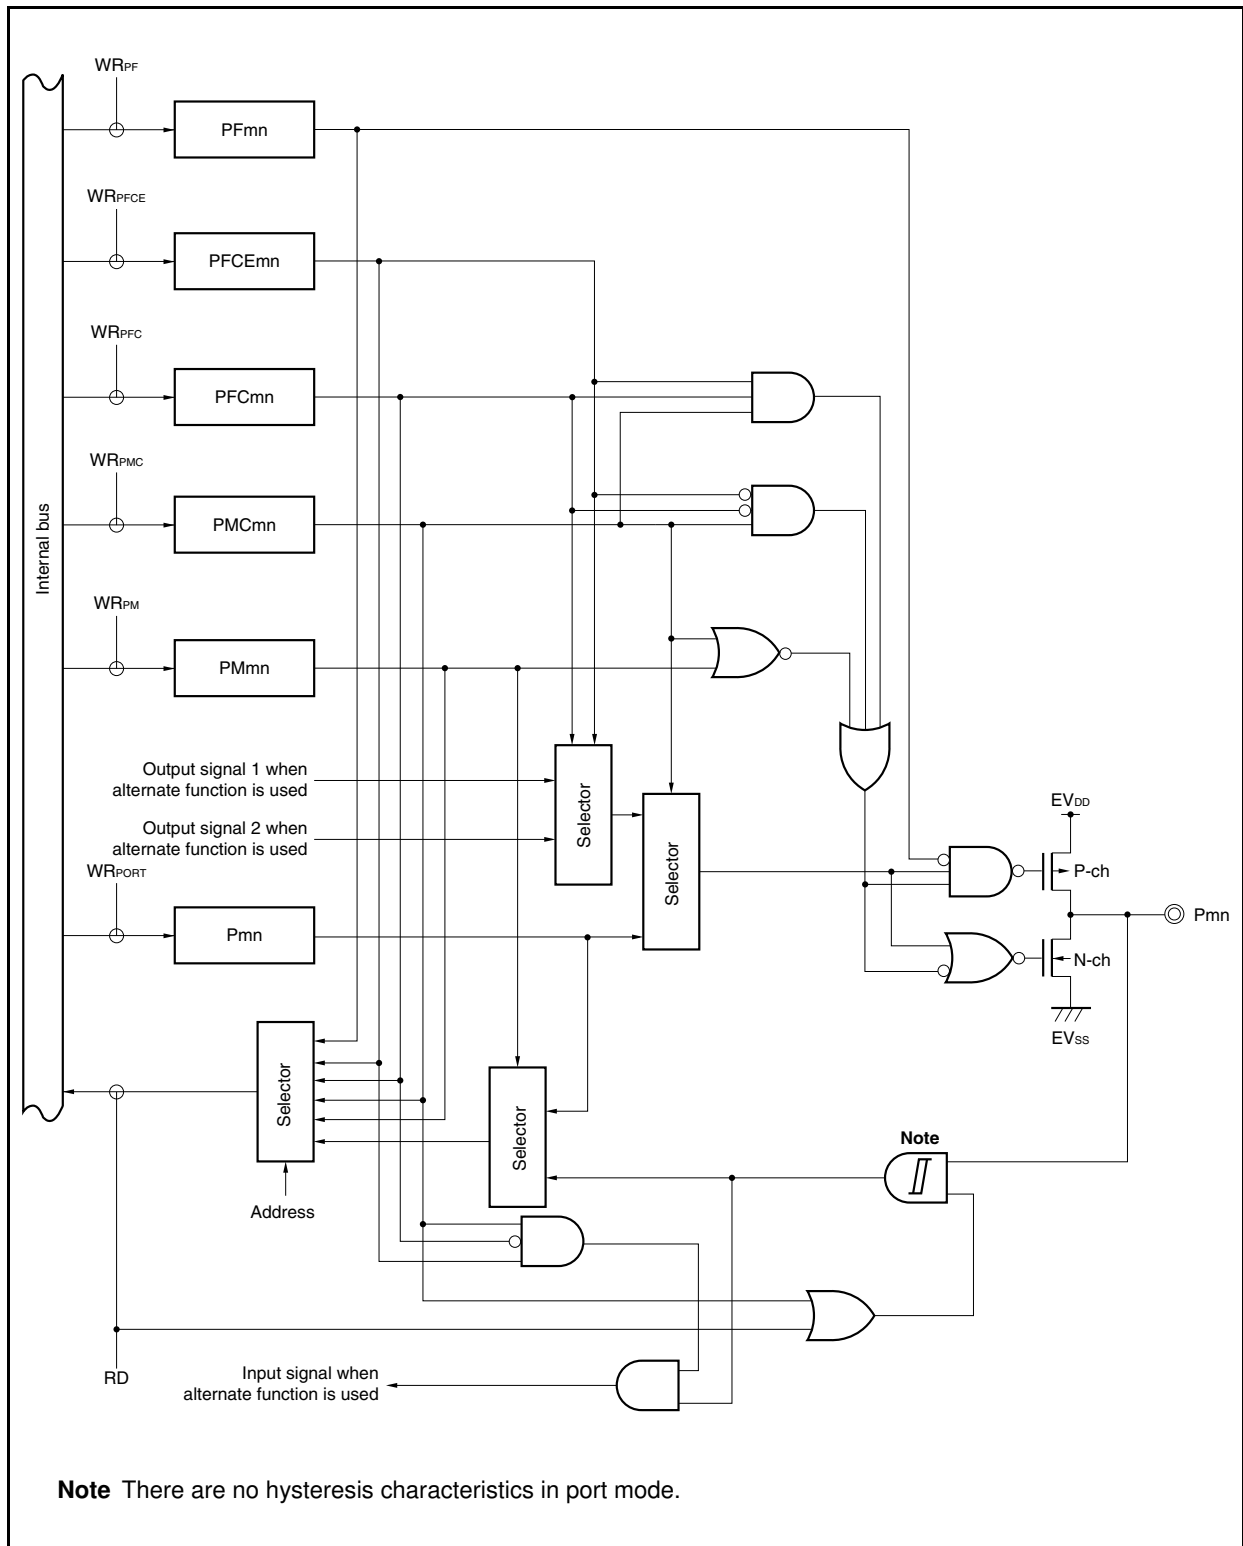 WRPF
PFmn
WRPFCE
PFCEmn
WRPFC
PFCmn
WRPMC
PMCmn
Internal bus
WRPM
PMmn
Output signal 1 when
alternate function is used
Output signal 2 when
alternate function is used
Selector
Selector
EVDD
P-ch
WRPORT
Pmn
Pmn
N-ch
EVSS
Selector
Selector
Note
Address
RD
Input signal when
alternate function is used
Note There are no hysteresis characteristics in port mode.